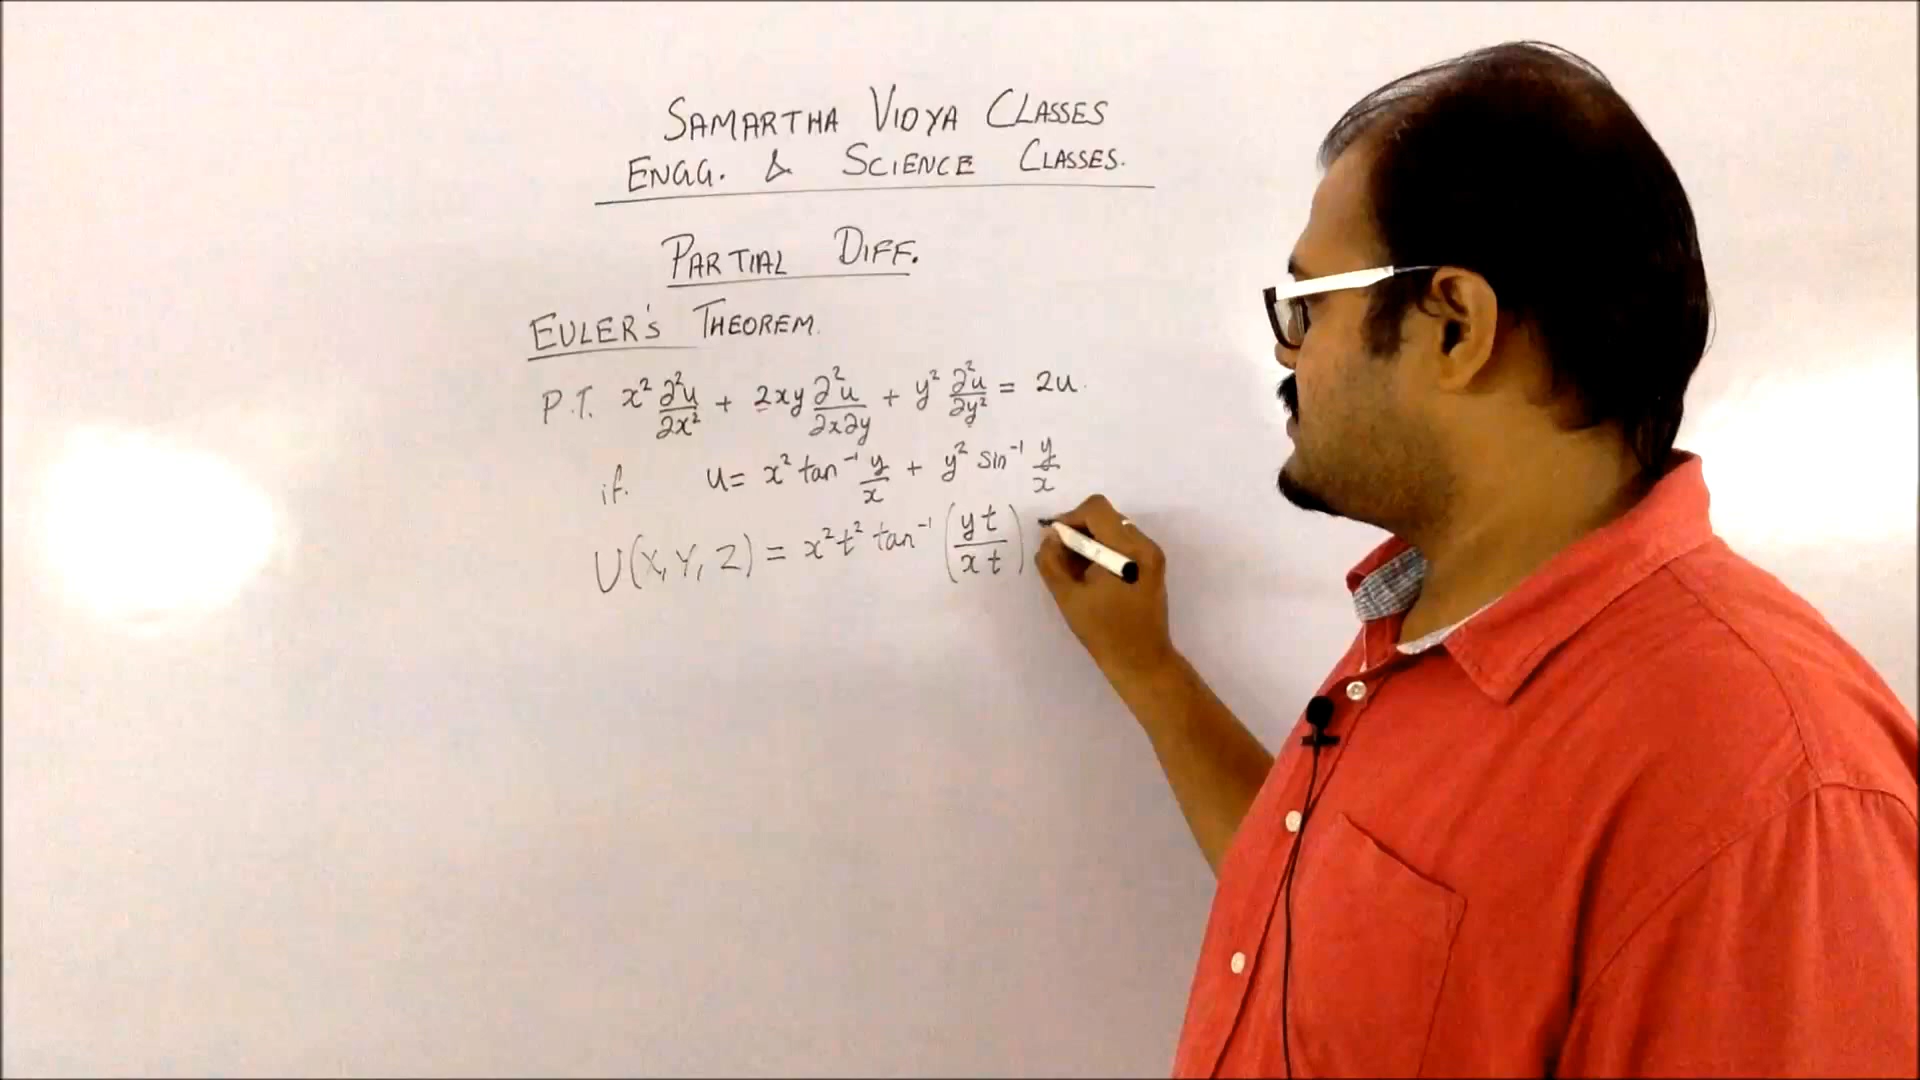 SAMARTHA VIDYA CLASSES
ENGG. & SCIENCE CLASSES.
PARTIAL DIFF.
EULER'S THEOREM.
P.T. x² ∂²u/∂x² + 2xy ∂²u/∂x∂y + y² ∂²u/∂y² = 2u.
if. u = x² tan⁻¹ y/x + y² sin⁻¹ y/x
U(X, Y, Z) = x²t² tan⁻¹ (yt/xt)